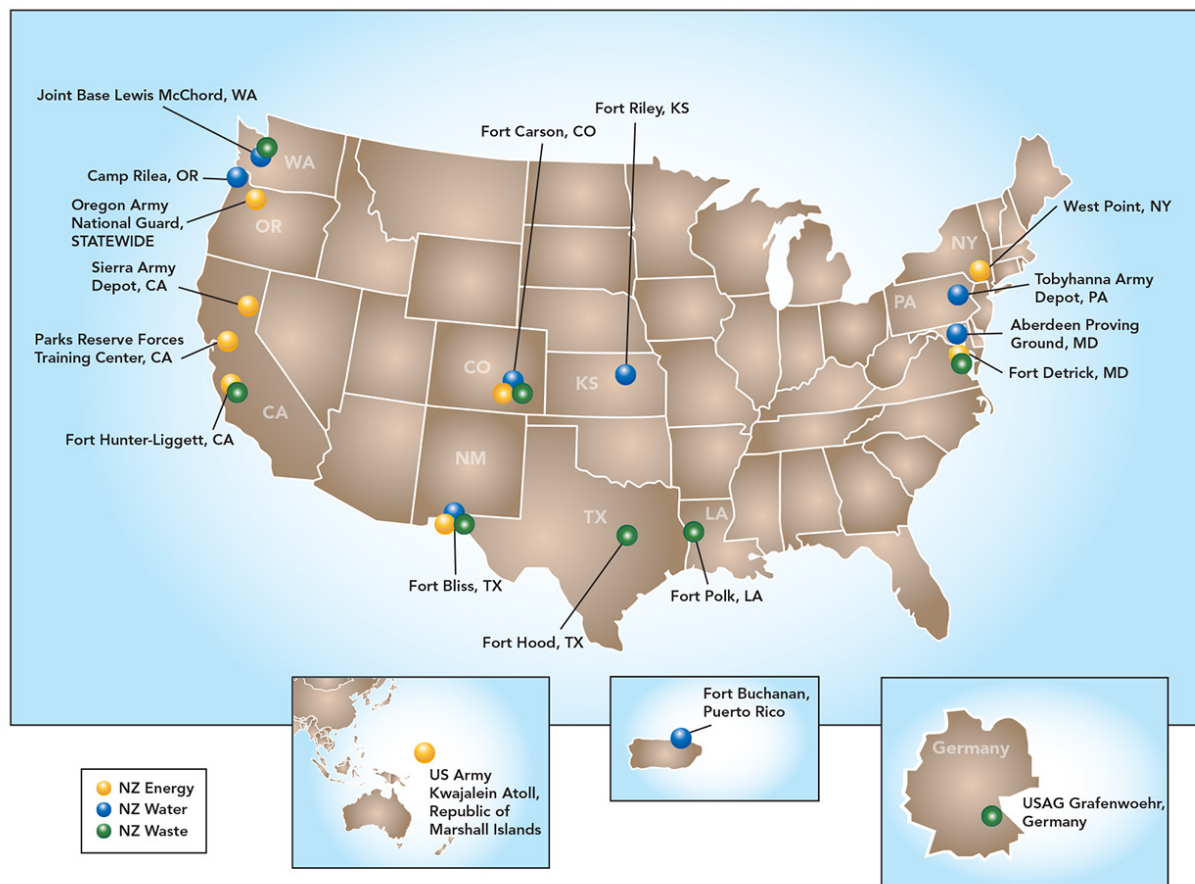 Joint Base Lewis McChord, WA
Fort Carson, CO
Fort Riley, KS
WA
Camp Rilea, OR
Oregon Army
National Guard,
STATEWIDE
OR
West Point, NY
NY
Sierra Army
Depot, CA
Tobyhanna Army
Depot, PA
PA
Parks Reserve Forces
Training Center, CA
Aberdeen Proving
Ground, MD
CO
KS
Fort Detrick, MD
CA
Fort Hunter-Liggett, CA
NM
TX
LA
Fort Bliss, TX
Fort Polk, LA
Fort Hood, TX
US Army
Kwajalein Atoll,
Republic of
Marshall Islands
Fort Buchanan,
Puerto Rico
Germany
USAG Grafenwoehr,
Germany
NZ Energy
NZ Water
NZ Waste